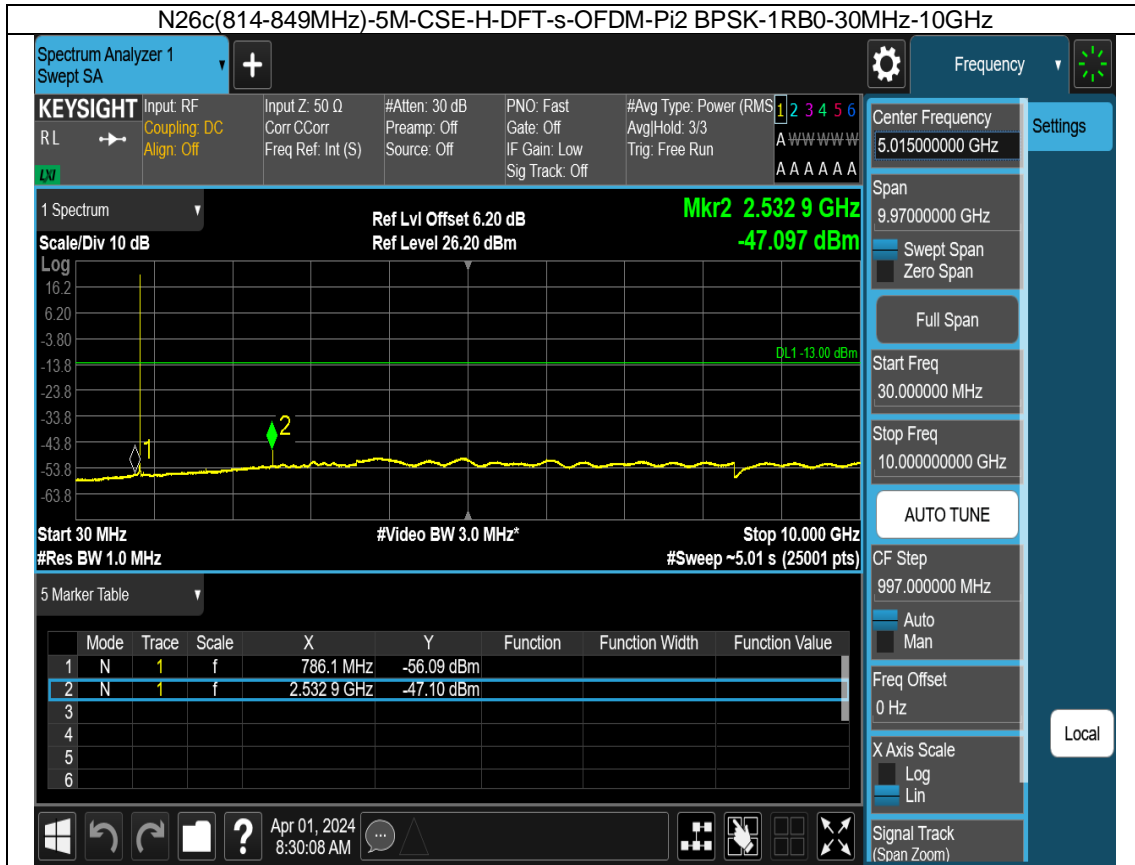 N26c(814-849MHz)-5M-CSE-H-DFT-s-OFDM-Pi2 BPSK-1RB0-30MHz-10GHz
Spectrum Analyzer 1
Swept SA
+
Frequency
KEYSIGHT
RL
LXI
Input: RF
Coupling: DC
Align: Off
Input Z: 50 Ω
Corr CCorr
Freq Ref: Int (S)
#Atten: 30 dB
Preamp: Off
Source: Off
PNO: Fast
Gate: Off
IF Gain: Low
Sig Track: Off
#Avg Type: Power (RMS
Avg|Hold: 3/3
Trig: Free Run
1 2 3 4 5 6
A W W W W W
A A A A A A
1 Spectrum
Scale/Div 10 dB
Ref Lvl Offset 6.20 dB
Ref Level 26.20 dBm
Mkr2 2.532 9 GHz
-47.097 dBm
Log
16.2
6.20
-3.80
-13.8
-23.8
-33.8
-43.8
-53.8
-63.8
DL1 -13.00 dBm
1
2
Start 30 MHz
#Video BW 3.0 MHz*
Stop 10.000 GHz
#Res BW 1.0 MHz
#Sweep ~5.01 s (25001 pts)
5 Marker Table
Mode Trace Scale X Y Function Function Width Function Value
1 N 1 f 786.1 MHz -56.09 dBm
2 N 1 f 2.532 9 GHz -47.10 dBm
3
4
5
6
Center Frequency
5.015000000 GHz
Settings
Span
9.97000000 GHz
Swept Span
Zero Span
Full Span
Start Freq
30.000000 MHz
Stop Freq
10.000000000 GHz
AUTO TUNE
CF Step
997.000000 MHz
Auto
Man
Freq Offset
0 Hz
X Axis Scale
Log
Lin
Local
Signal Track
(Span Zoom)
?
Apr 01, 2024
8:30:08 AM